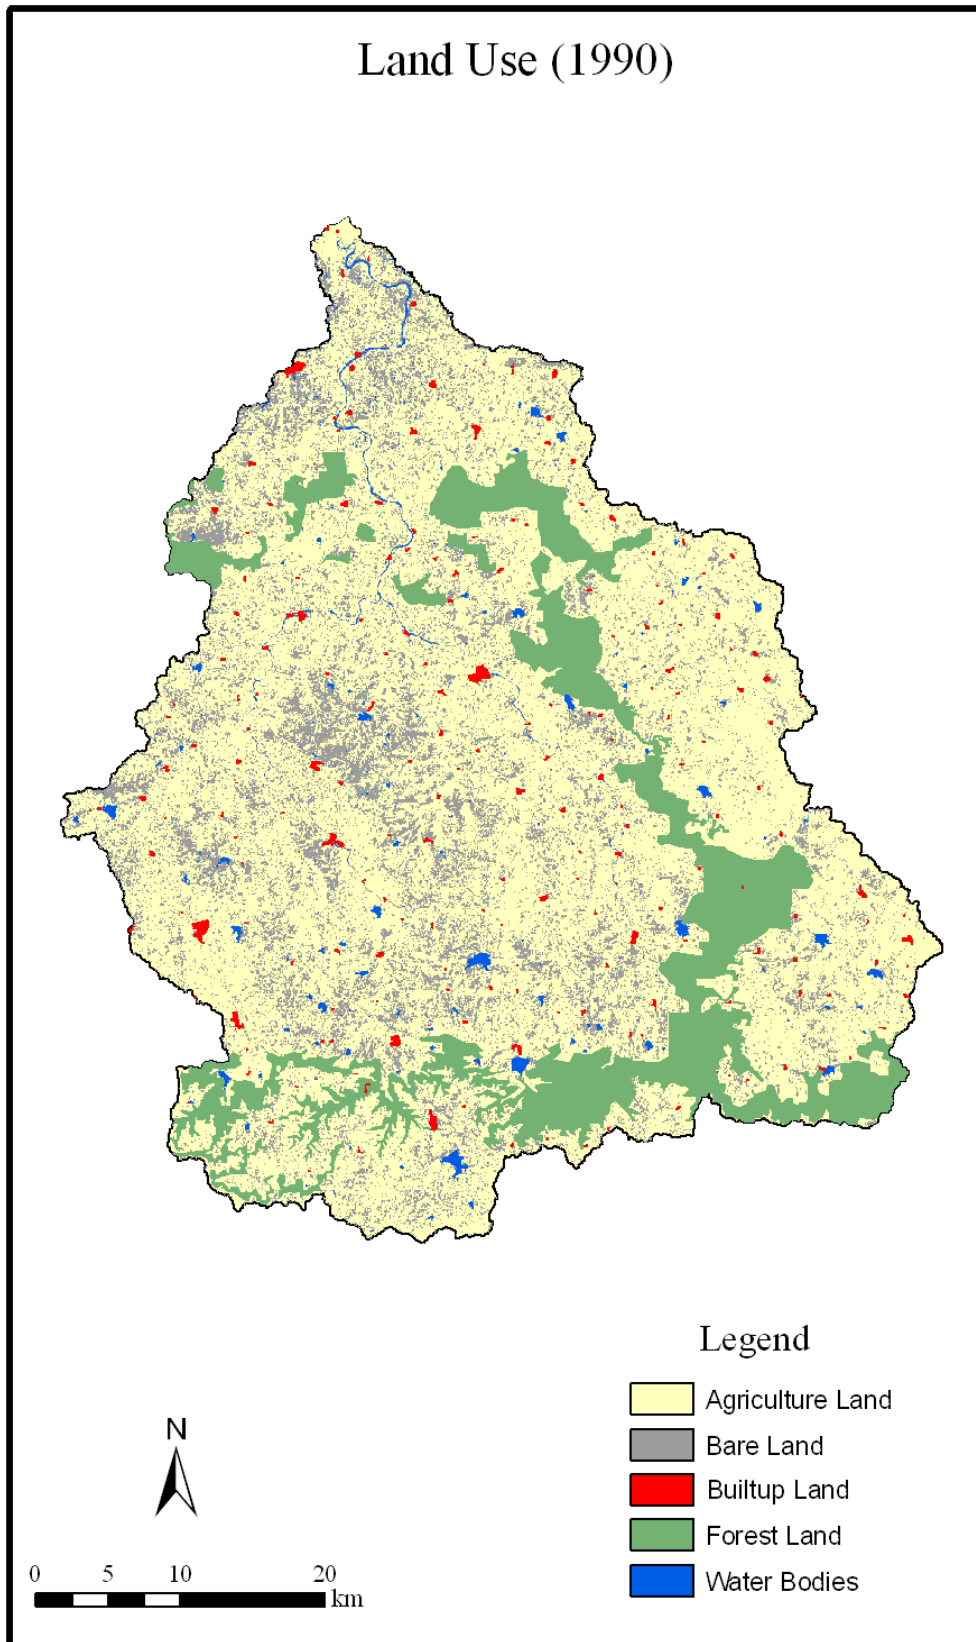 Land Use (1990)
Legend
Agriculture Land
Bare Land
Builtup Land
Forest Land
Water Bodies
N
0 5 10 20
km